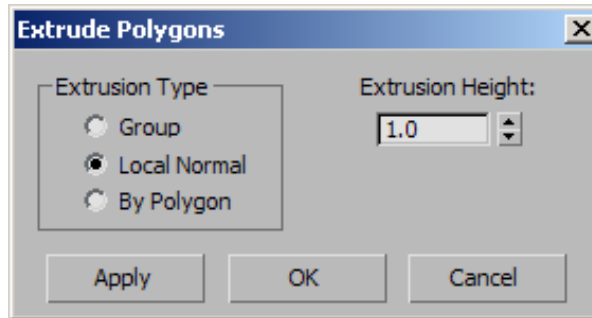 Extrude Polygons
Extrusion Type
Group
Local Normal
By Polygon
Extrusion Height:
1.0
Apply
OK
Cancel